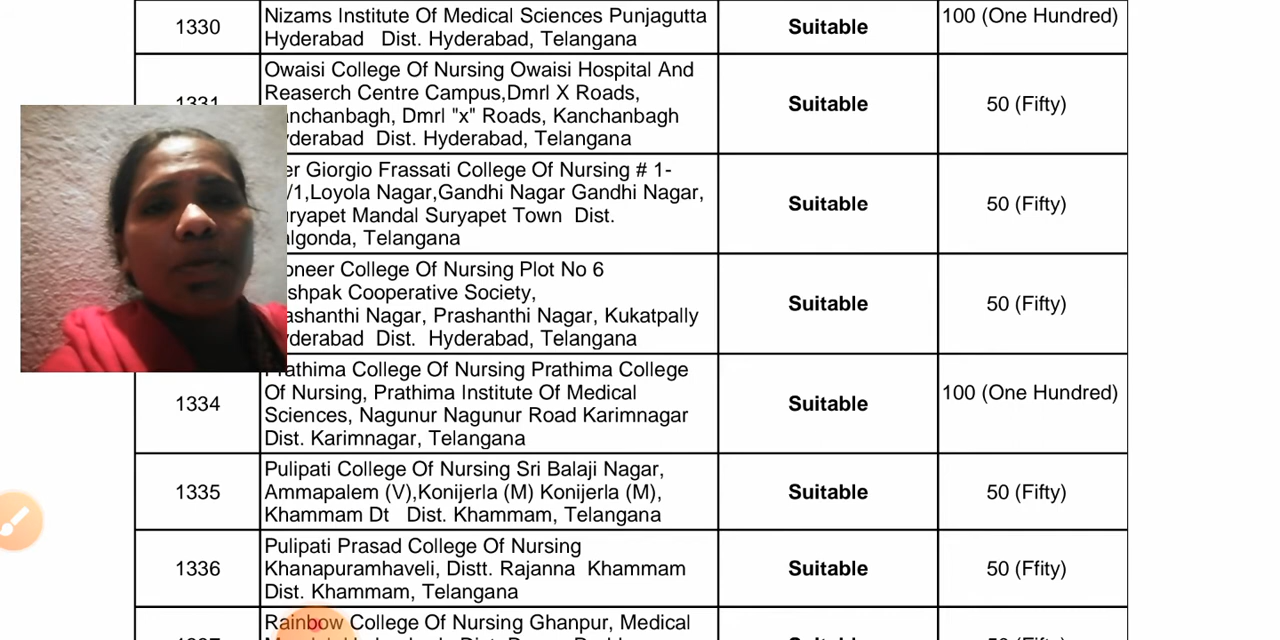 1330
Nizams Institute Of Medical Sciences Punjagutta
Hyderabad Dist. Hyderabad, Telangana
Suitable
100 (One Hundred)
1331
Owaisi College Of Nursing Owaisi Hospital And
Reaserch Centre Campus,Dmrl X Roads,
anchanbagh, Dmrl "x" Roads, Kanchanbagh
yderabad Dist. Hyderabad, Telangana
Suitable
50 (Fifty)
er Giorgio Frassati College Of Nursing # 1-
/1,Loyola Nagar,Gandhi Nagar Gandhi Nagar,
uryapet Mandal Suryapet Town Dist.
algonda, Telangana
Suitable
50 (Fifty)
oneer College Of Nursing Plot No 6
shpak Cooperative Society,
ashanthi Nagar, Prashanthi Nagar, Kukatpally
yderabad Dist. Hyderabad, Telangana
Suitable
50 (Fifty)
1334
Prathima College Of Nursing Prathima College
Of Nursing, Prathima Institute Of Medical
Sciences, Nagunur Nagunur Road Karimnagar
Dist. Karimnagar, Telangana
Suitable
100 (One Hundred)
1335
Pulipati College Of Nursing Sri Balaji Nagar,
Ammapalem (V),Konijerla (M) Konijerla (M),
Khammam Dt Dist. Khammam, Telangana
Suitable
50 (Fifty)
1336
Pulipati Prasad College Of Nursing
Khanapuramhaveli, Distt. Rajanna Khammam
Dist. Khammam, Telangana
Suitable
50 (Ffity)
Rainbow College Of Nursing Ghanpur, Medical